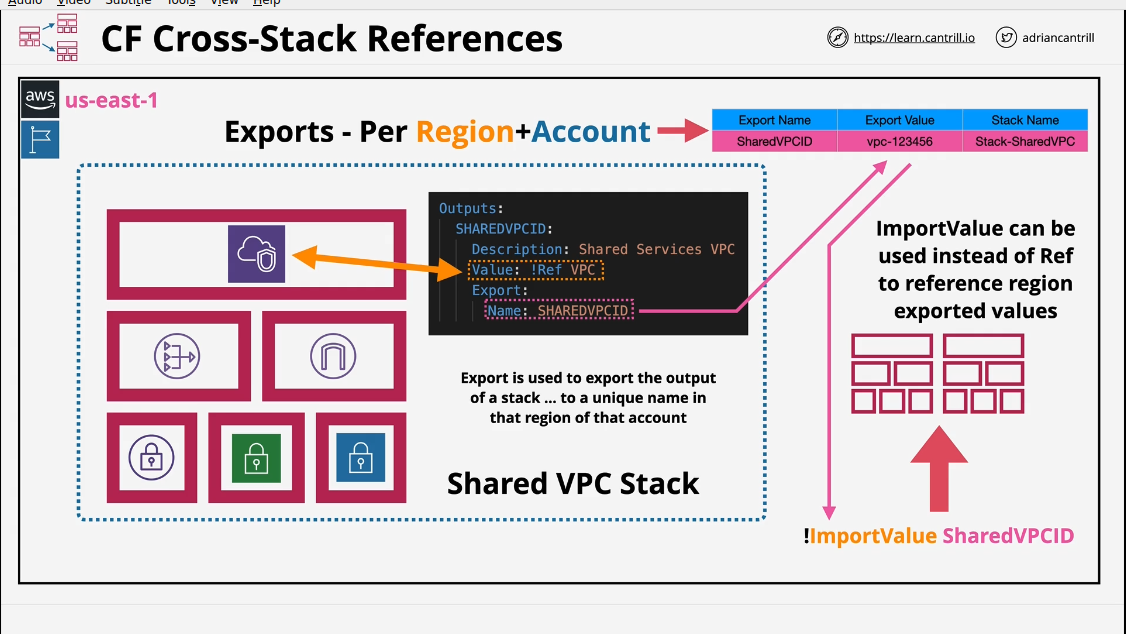 Audio Video Subtitle Tools View Help
CF Cross-Stack References
https://learn.cantrill.io
adriancantrill
aws
us-east-1
Exports - Per Region+Account
Export Name Export Value Stack Name
SharedVPCID vpc-123456 Stack-SharedVPC
Outputs:
SHAREDVPCID:
Description: Shared Services VPC
Value: !Ref VPC
Export:
Name: SHAREDVPCID
Export is used to export the output
of a stack ... to a unique name in
that region of that account
Shared VPC Stack
ImportValue can be
used instead of Ref
to reference region
exported values
!ImportValue SharedVPCID